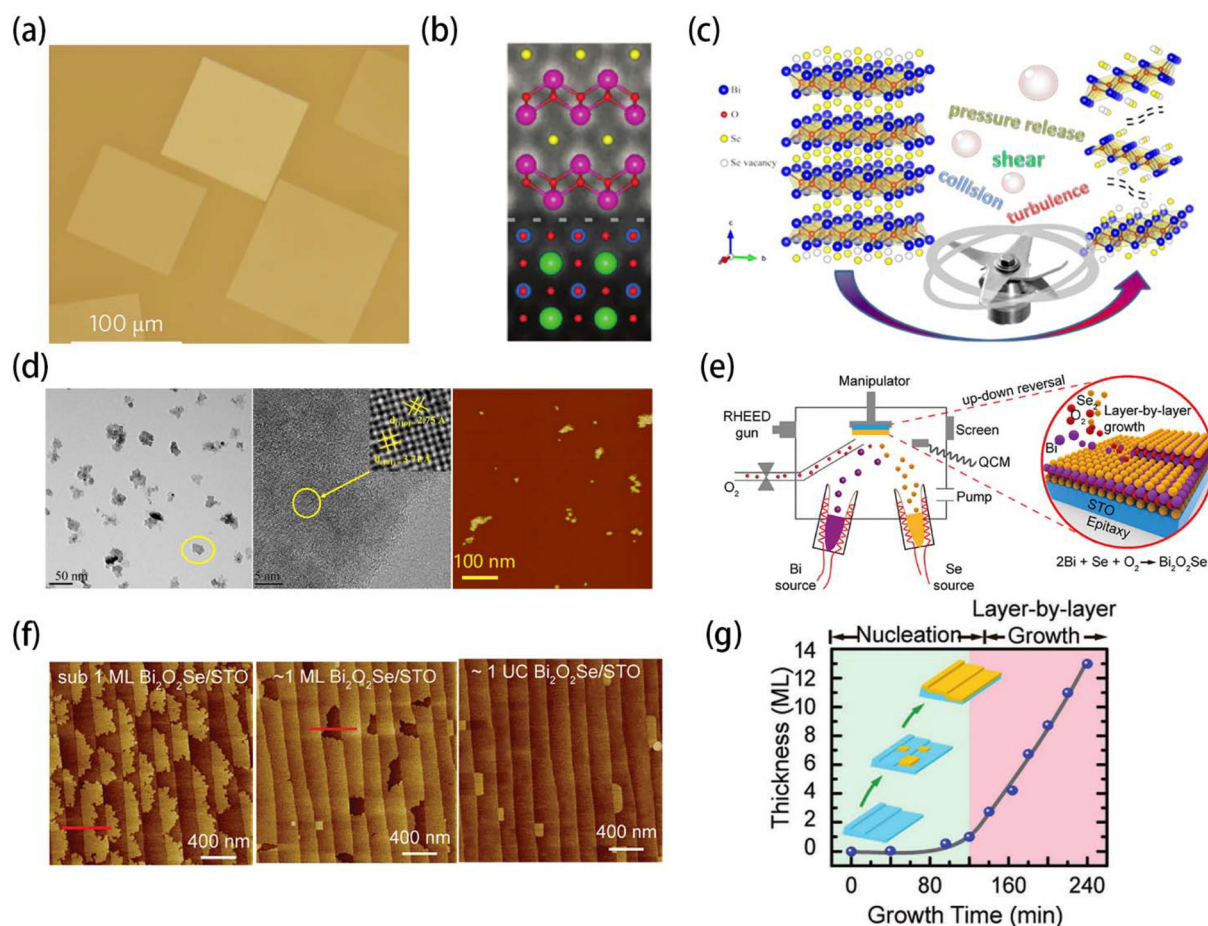 (a)
100 µm
(b)
(c)
Bi
O
Se
Se vacancy
c
b
pressure release
shear
collision
turbulence
(d)
50 nm
5 nm
100 nm
(e)
Manipulator
RHEED
gun
Screen
QCM
O₂
Pump
Bi
source
Se
source
up-down reversal
Se₂
O₂
Layer-by-layer
growth
Bi
STO
Epitaxy
2Bi + Se + O₂ → Bi₂O₂Se
(f)
sub 1 ML Bi₂O₂Se/STO
400 nm
~1 ML Bi₂O₂Se/STO
400 nm
~ 1 UC Bi₂O₂Se/STO
400 nm
(g)
Layer-by-layer
Nucleation
Growth
Thickness (ML)
14
12
10
8
6
4
2
0
0 80 160 240
Growth Time (min)